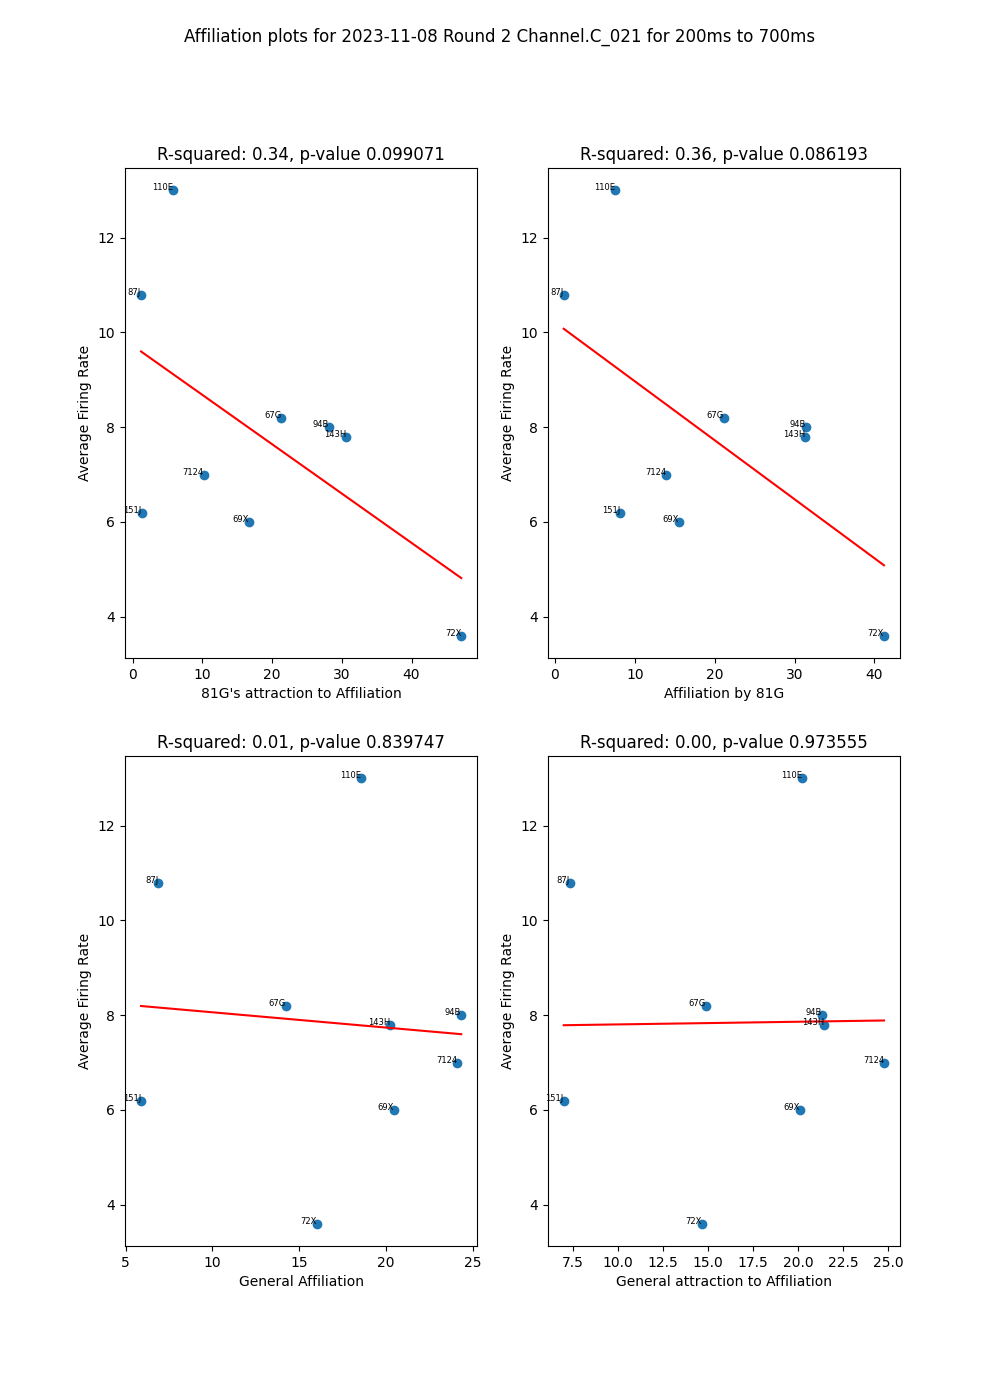 Affiliation plots for 2023-11-08 Round 2 Channel.C_021 for 200ms to 700ms
R-squared: 0.34, p-value 0.099071
Average Firing Rate
12
10
8
6
4
110E
87J
67G
94B
143H
7124
151J
69X
72X
0 10 20 30 40
81G's attraction to Affiliation
R-squared: 0.36, p-value 0.086193
Average Firing Rate
12
10
8
6
4
110E
87J
67G
94B
143H
7124
151J
69X
72X
0 10 20 30 40
Affiliation by 81G
R-squared: 0.01, p-value 0.839747
Average Firing Rate
12
10
8
6
4
110E
87J
67G
94B
143H
7124
151J
69X
72X
5 10 15 20 25
General Affiliation
R-squared: 0.00, p-value 0.973555
Average Firing Rate
12
10
8
6
4
110E
87J
67G
94B
143H
7124
151J
69X
72X
7.5 10.0 12.5 15.0 17.5 20.0 22.5 25.0
General attraction to Affiliation